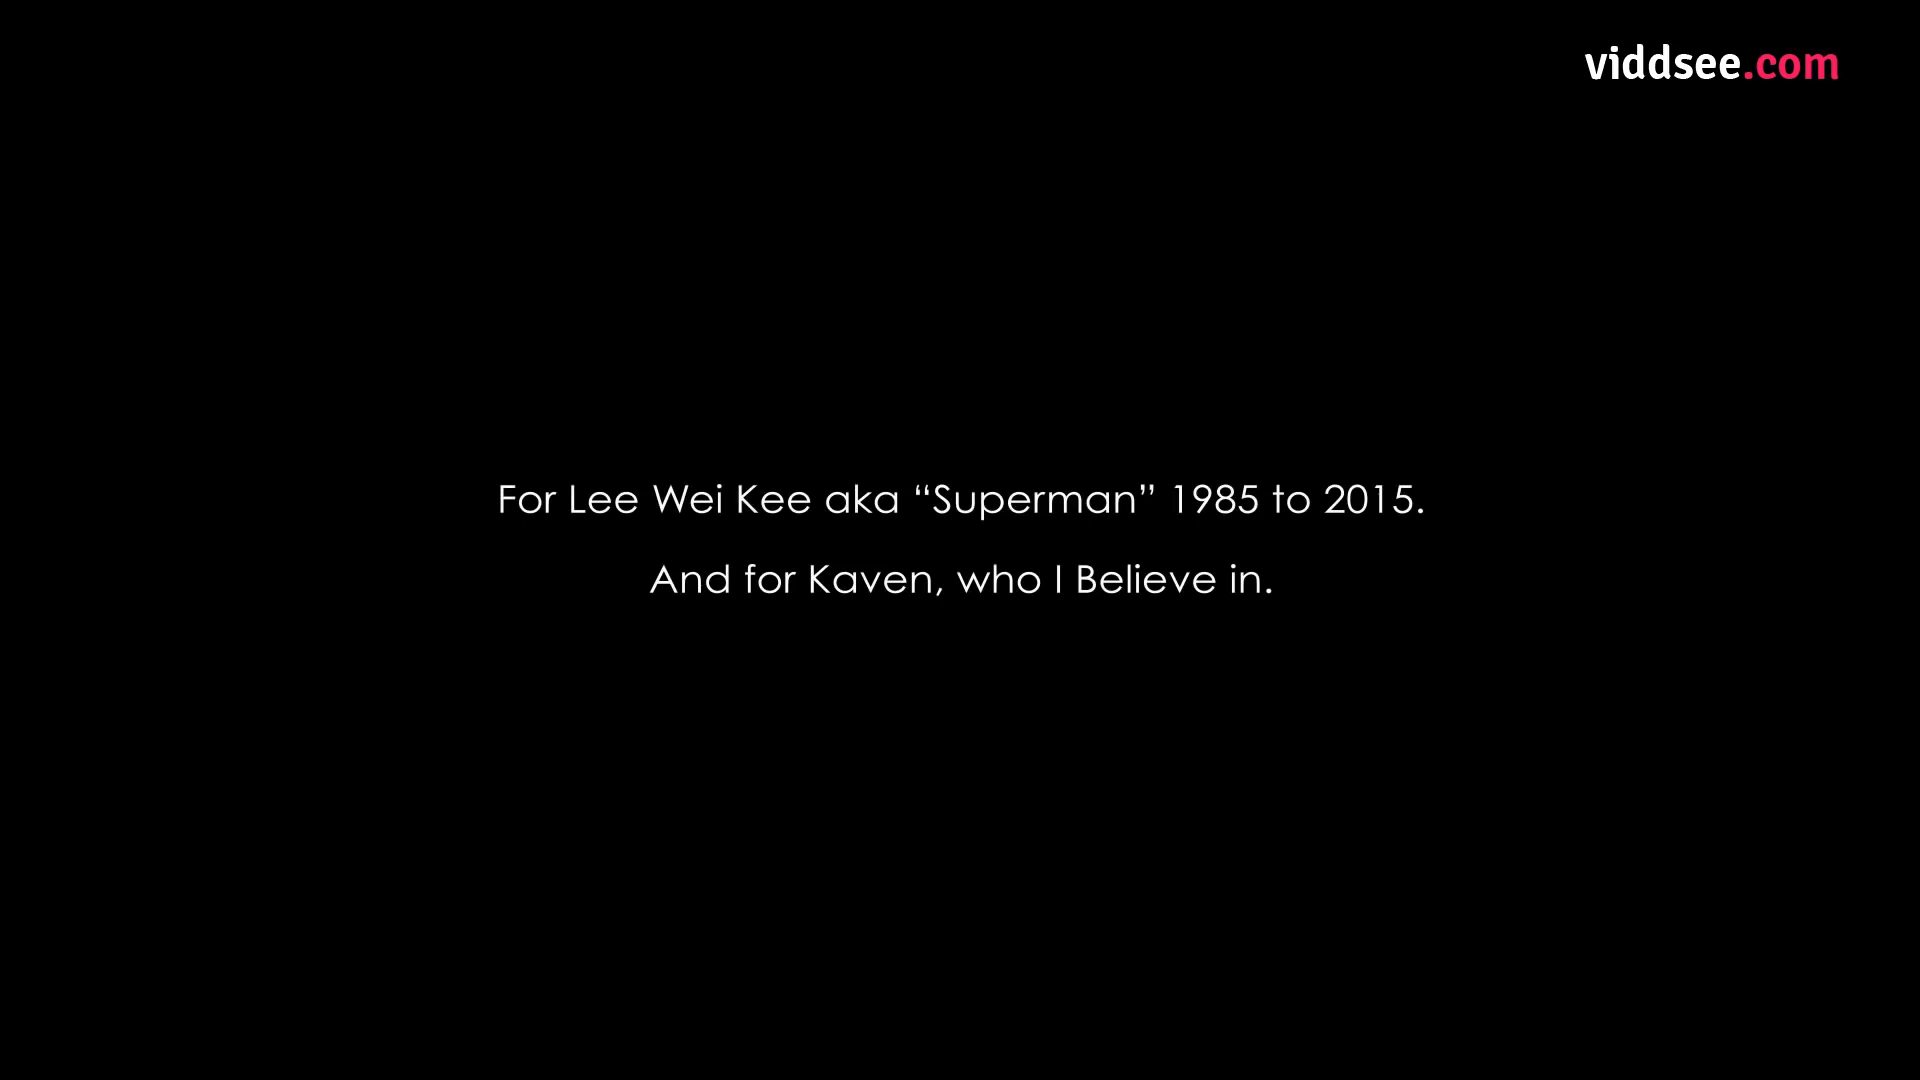 viddsee.com
For Lee Wei Kee aka “Superman” 1985 to 2015.
And for Kaven, who I Believe in.